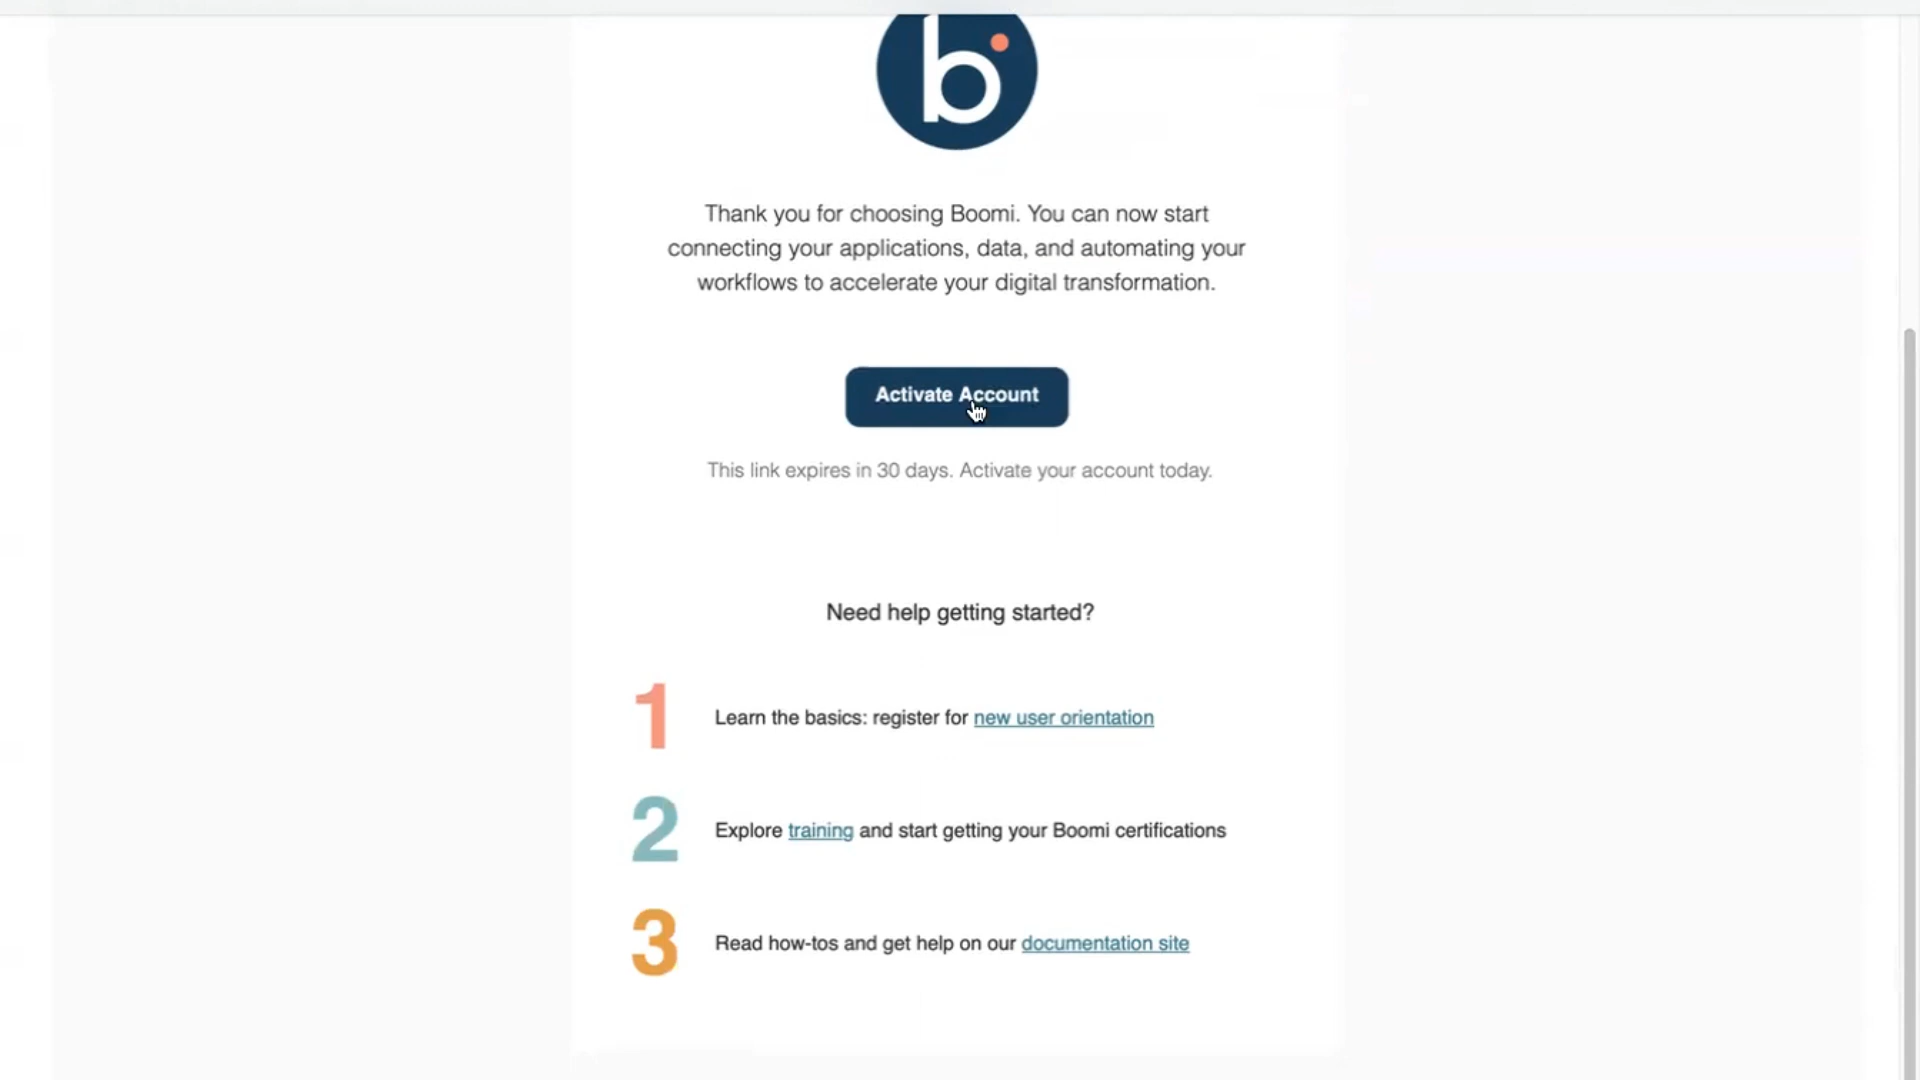 b
Thank you for choosing Boomi. You can now start
connecting your applications, data, and automating your
workflows to accelerate your digital transformation.
Activate Account
This link expires in 30 days. Activate your account today.
Need help getting started?
1 Learn the basics: register for new user orientation
2 Explore training and start getting your Boomi certifications
3 Read how-tos and get help on our documentation site